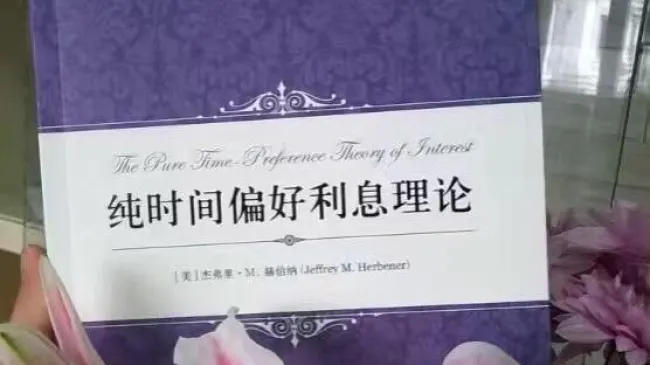 The Pure Time-Preference Theory of Interest
纯时间偏好利息理论
[美]杰弗里·M. 赫伯纳(Jeffrey M. Herbener)